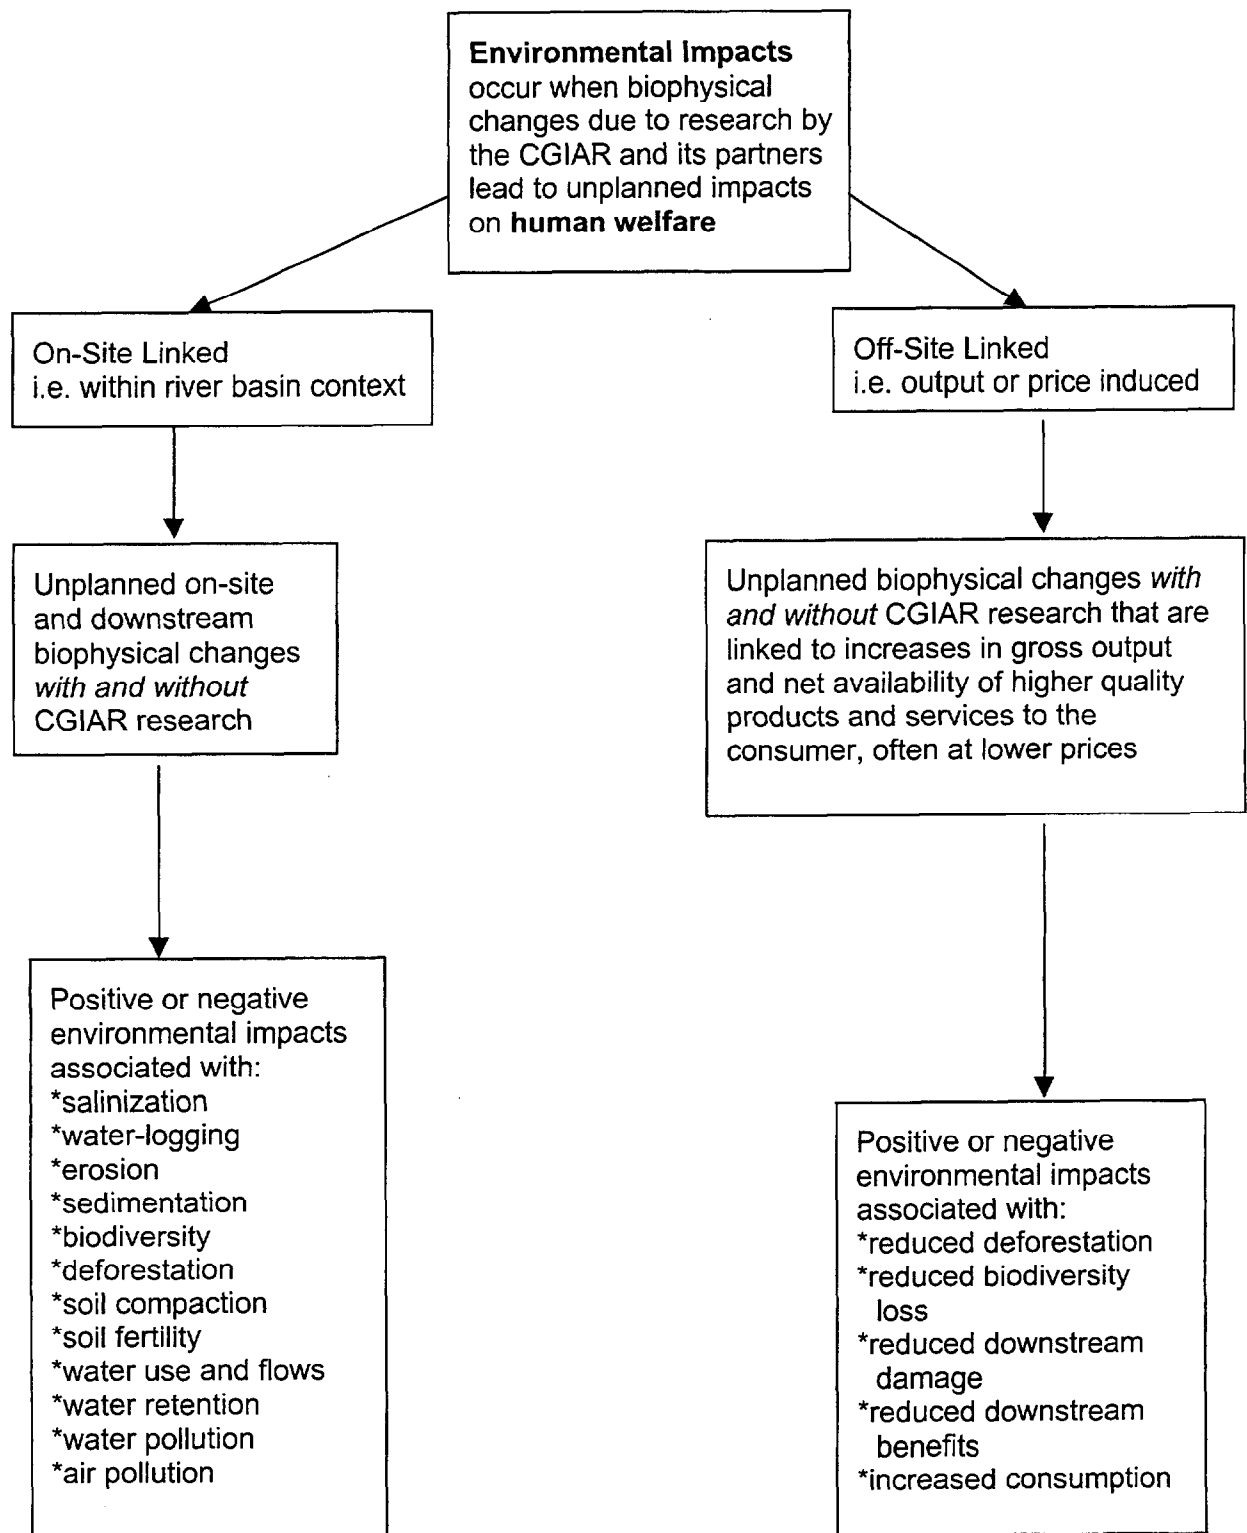 Environmental Impacts
occur when biophysical
changes due to research by
the CGIAR and its partners
lead to unplanned impacts
on human welfare
On-Site Linked
i.e. within river basin context
Off-Site Linked
i.e. output or price induced
Unplanned on-site
and downstream
biophysical changes
with and without
CGIAR research
Unplanned biophysical changes with
and without CGIAR research that are
linked to increases in gross output
and net availability of higher quality
products and services to the
consumer, often at lower prices
Positive or negative
environmental impacts
associated with:
*salinization
*water-logging
*erosion
*sedimentation
*biodiversity
*deforestation
*soil compaction
*soil fertility
*water use and flows
*water retention
*water pollution
*air pollution
Positive or negative
environmental impacts
associated with:
*reduced deforestation
*reduced biodiversity
loss
*reduced downstream
damage
*reduced downstream
benefits
*increased consumption